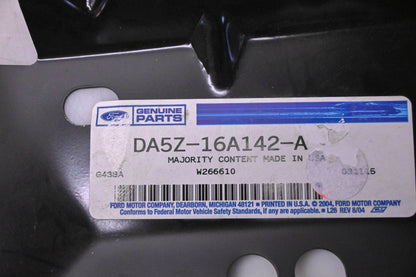 Ford
GENUINE
PARTS
DA5Z-16A142-A
MAJORITY CONTENT MADE IN USA
G438A W266610 031115
FORD MOTOR COMPANY, DEARBORN, MICHIGAN 48121 • PRINTED IN U.S.A. © 2004, FORD MOTOR COMPANY
Conforms to Federal Motor Vehicle Safety Standards, if any are applicable. • L26 REV 8/04